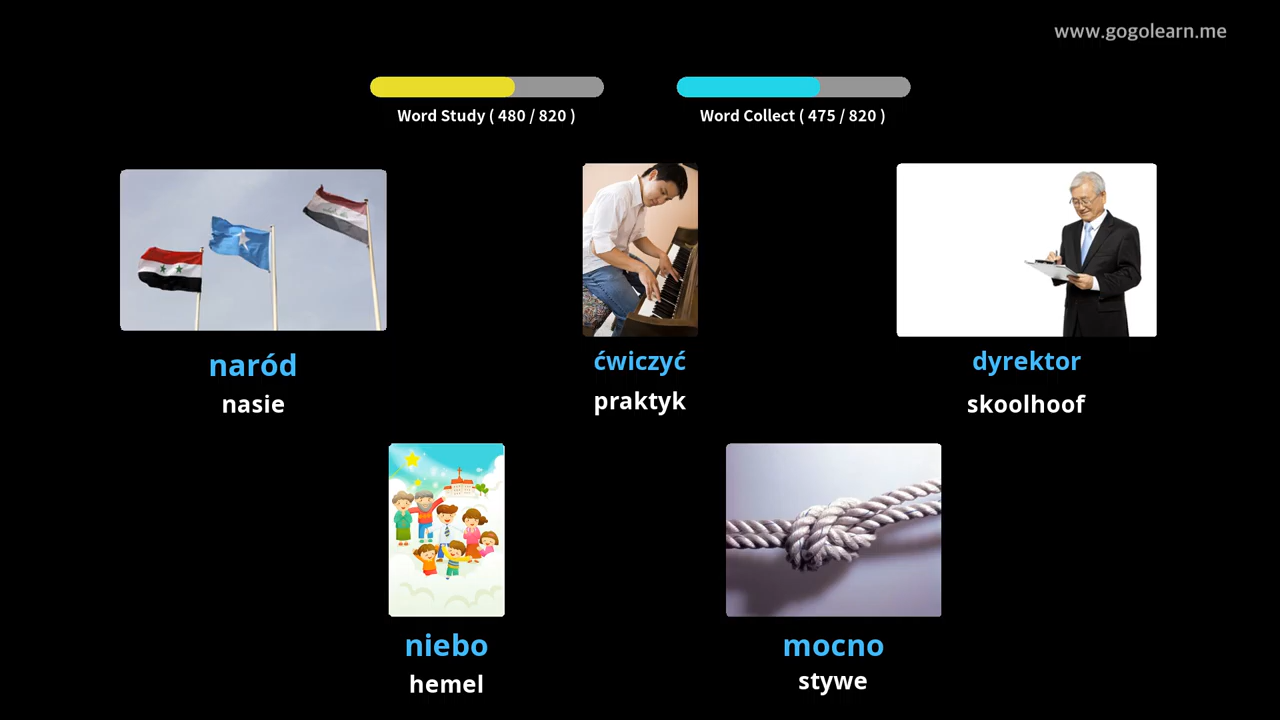 www.gogolearn.me
Word Study ( 480 / 820 )
Word Collect ( 475 / 820 )
naród
nasie
ćwiczyć
praktyk
dyrektor
skoolhoof
niebo
hemel
mocno
stywe